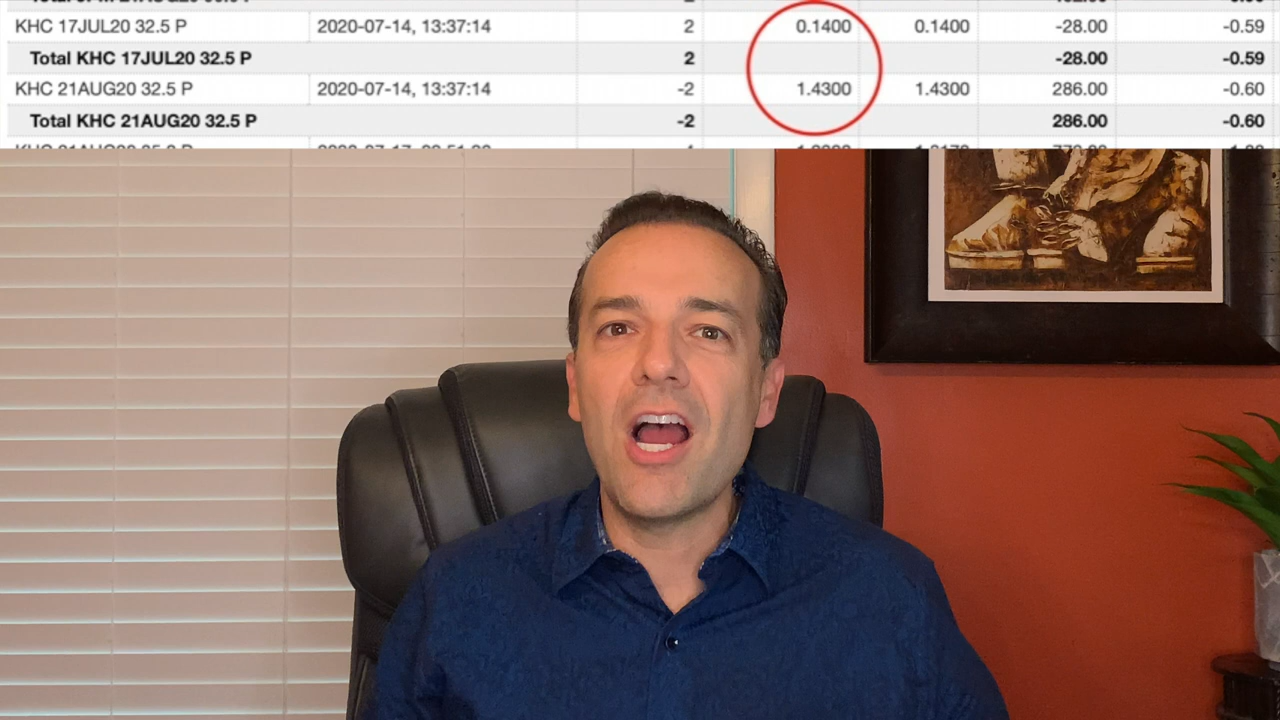 KHC 17JUL20 32.5 P 2020-07-14, 13:37:14 2 0.1400 0.1400 -28.00 -0.59
Total KHC 17JUL20 32.5 P 2 -28.00 -0.59
KHC 21AUG20 32.5 P 2020-07-14, 13:37:14 -2 1.4300 1.4300 286.00 -0.60
Total KHC 21AUG20 32.5 P -2 286.00 -0.60